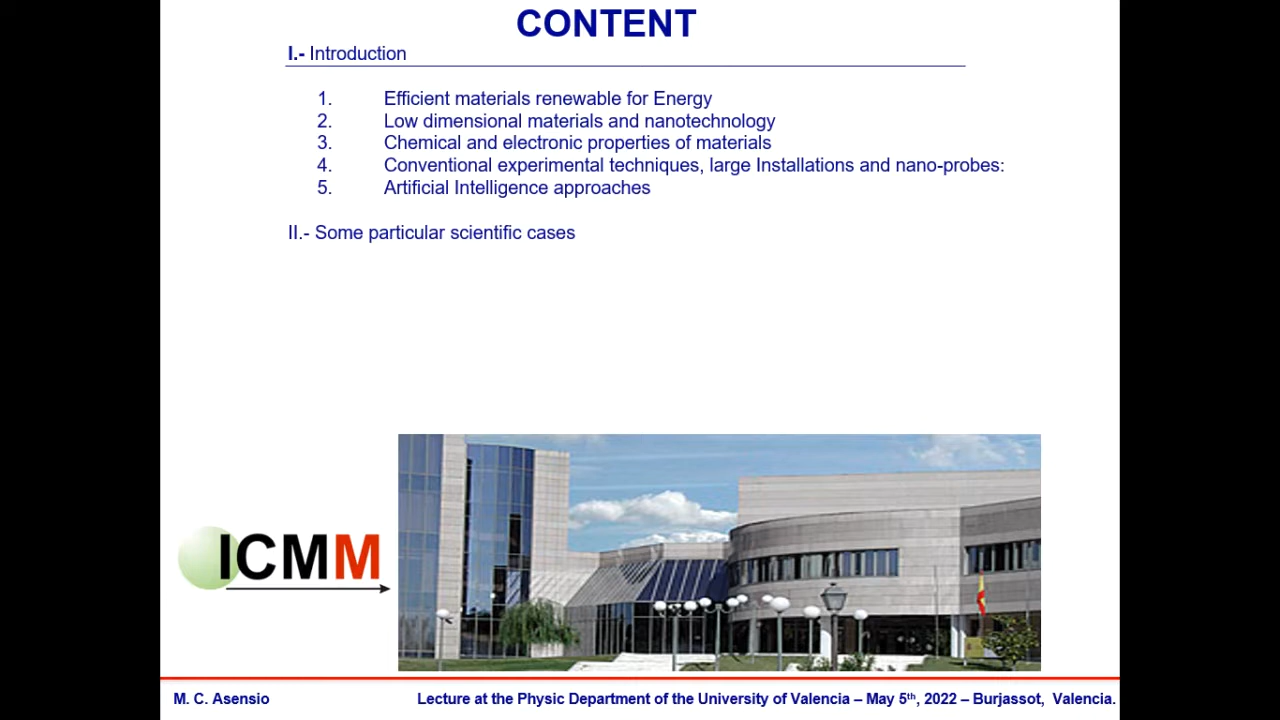 CONTENT
I.- Introduction
1. Efficient materials renewable for Energy
2. Low dimensional materials and nanotechnology
3. Chemical and electronic properties of materials
4. Conventional experimental techniques, large Installations and nano-probes:
5. Artificial Intelligence approaches
II.- Some particular scientific cases
ICMM
M. C. Asensio
Lecture at the Physic Department of the University of Valencia – May 5th, 2022 – Burjassot, Valencia.